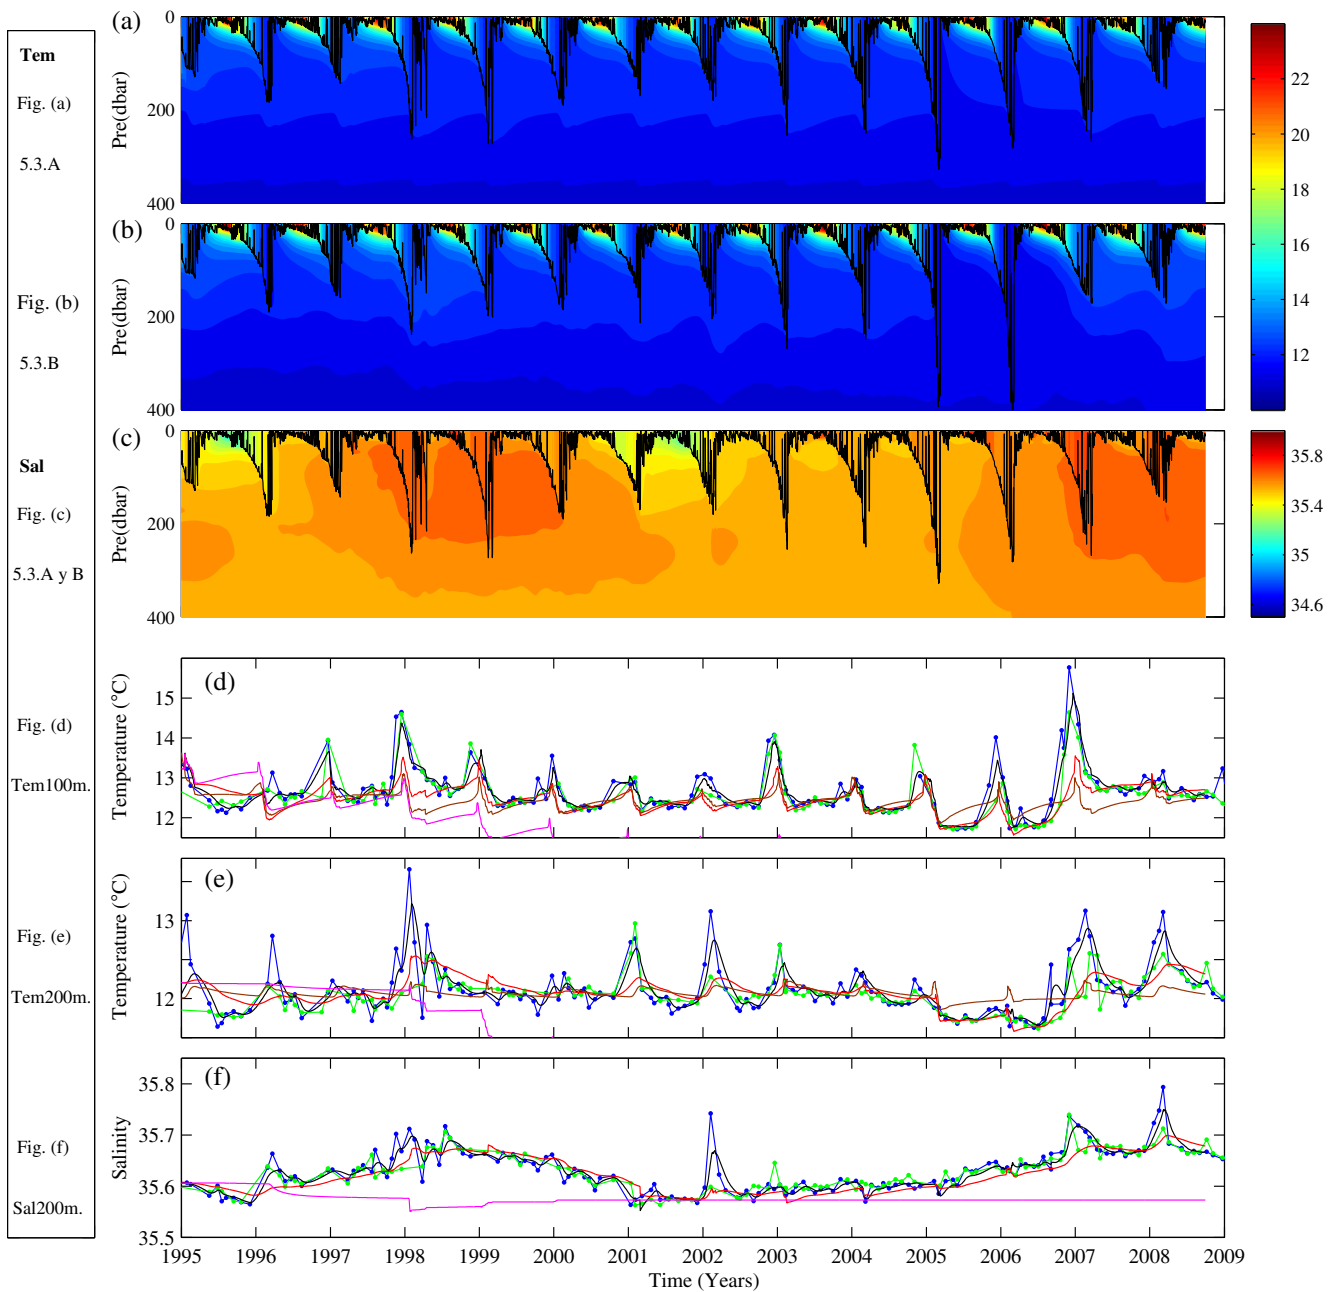 Tem
Fig. (a)
5.3.A
Fig. (b)
5.3.B
Sal
Fig. (c)
5.3.A y B
Fig. (d)
Tem100m.
Fig. (e)
Tem200m.
Fig. (f)
Sal200m.
(a)
Pre(dbar)
0
200
400
(b)
Pre(dbar)
0
200
400
(c)
Pre(dbar)
0
200
400
22
20
18
16
14
12
35.8
35.4
35
34.6
(d)
Temperature (°C)
15
14
13
12
(e)
Temperature (°C)
13
12
(f)
Salinity
35.8
35.7
35.6
35.5
1995 1996 1997 1998 1999 2000 2001 2002 2003 2004 2005 2006 2007 2008 2009
Time (Years)